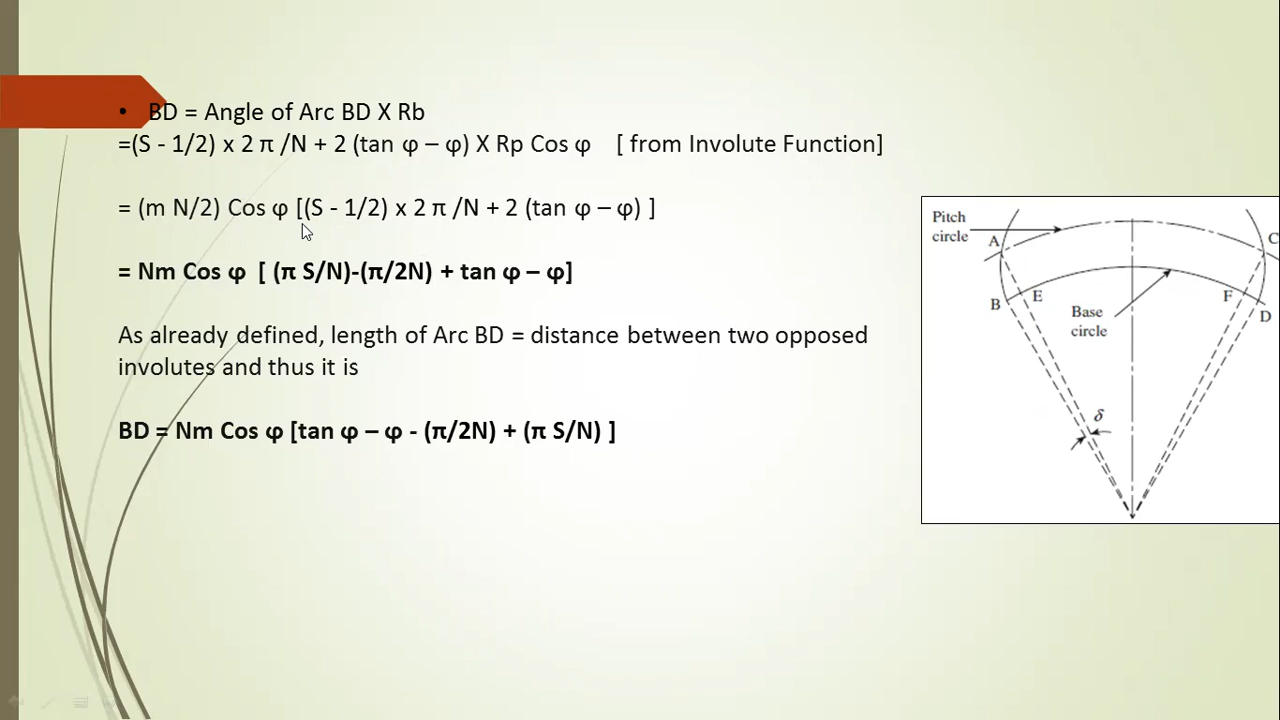 • BD = Angle of Arc BD X Rb
=(S - 1/2) x 2 π /N + 2 (tan φ – φ) X Rp Cos φ [ from Involute Function]
= (m N/2) Cos φ [(S - 1/2) x 2 π /N + 2 (tan φ – φ) ]
= Nm Cos φ [ (π S/N)-(π/2N) + tan φ – φ]
As already defined, length of Arc BD = distance between two opposed
involutes and thus it is
BD = Nm Cos φ [tan φ – φ - (π/2N) + (π S/N) ]
Pitch
circle
A
C
B
E
F
D
Base
circle
δ